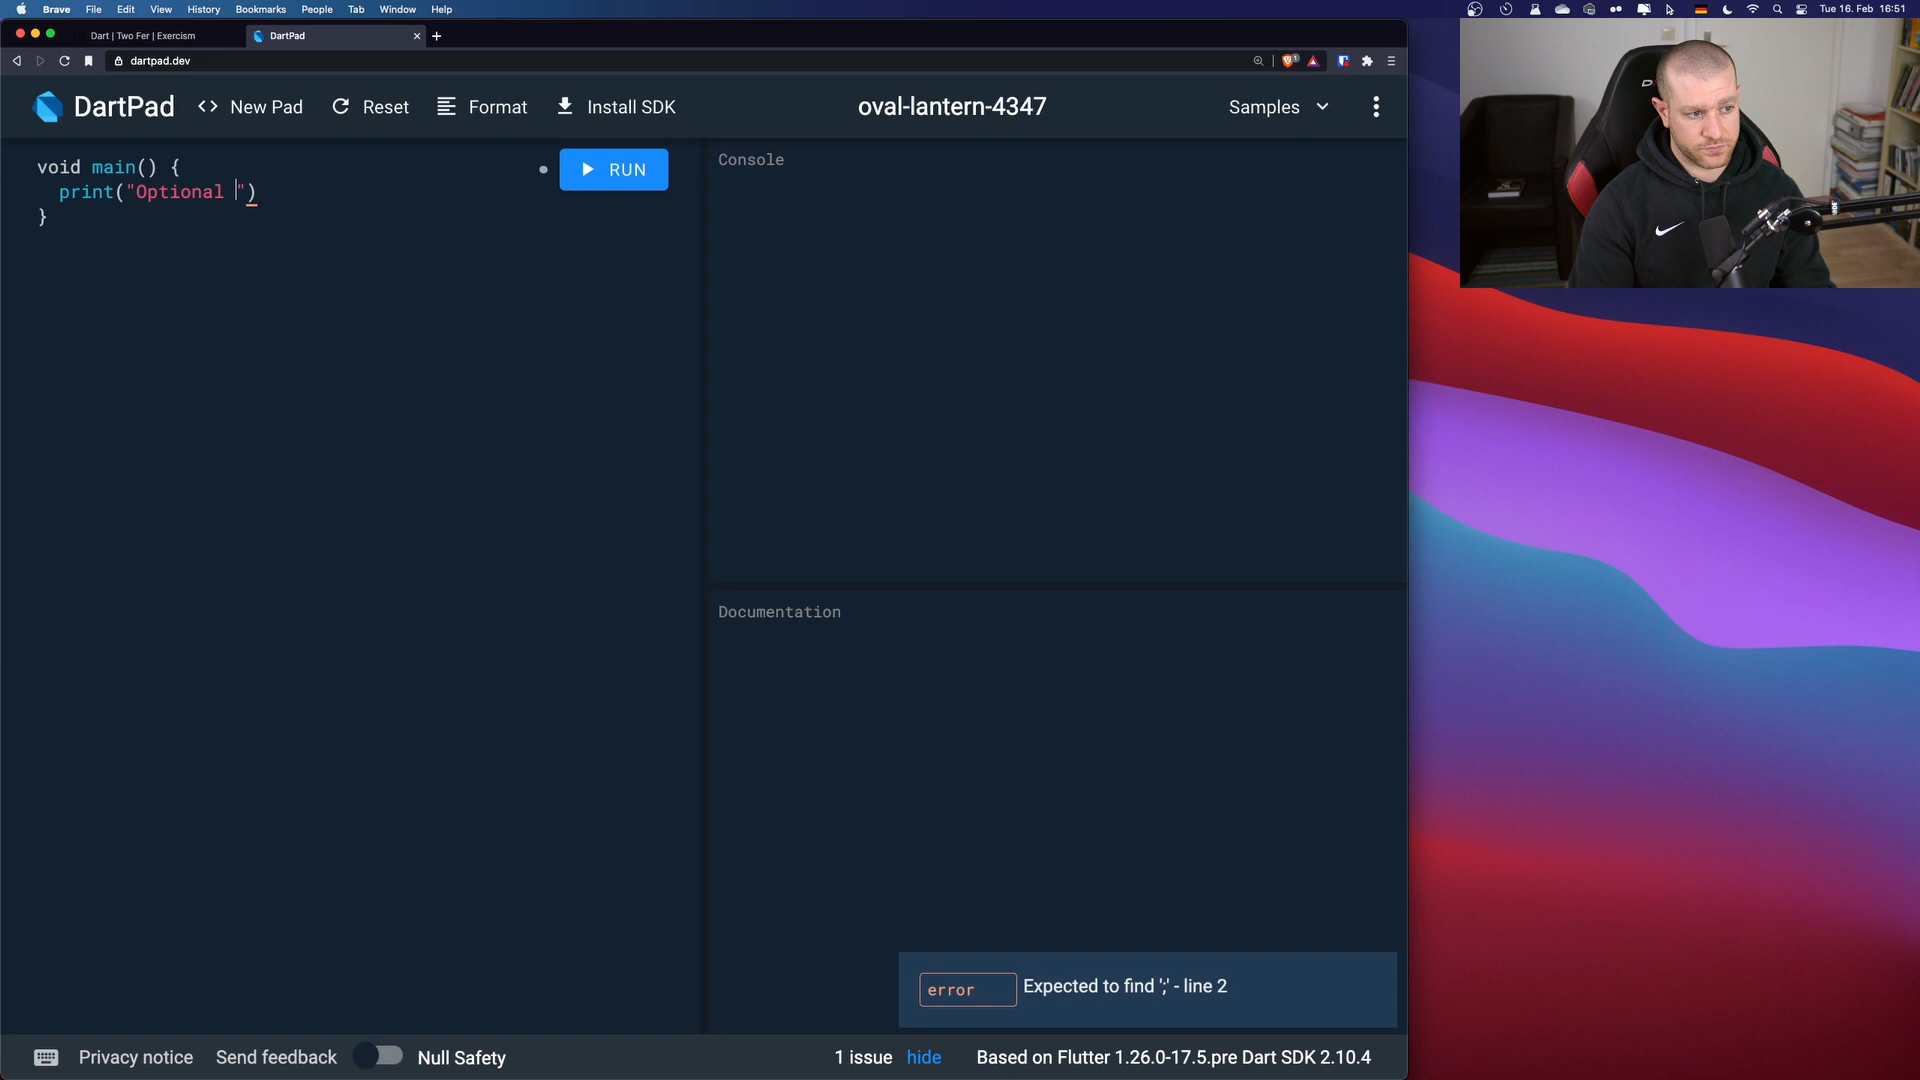 Brave File Edit View History Bookmarks People Tab Window Help Tue 16. Feb 16:51
Dart | Two Fer | Exercism DartPad
dartpad.dev
DartPad New Pad Reset Format Install SDK oval-lantern-4347 Samples
void main() {
print("Optional ")
}
RUN
Console
Documentation
error Expected to find ';' - line 2
Privacy notice Send feedback Null Safety 1 issue hide Based on Flutter 1.26.0-17.5.pre Dart SDK 2.10.4